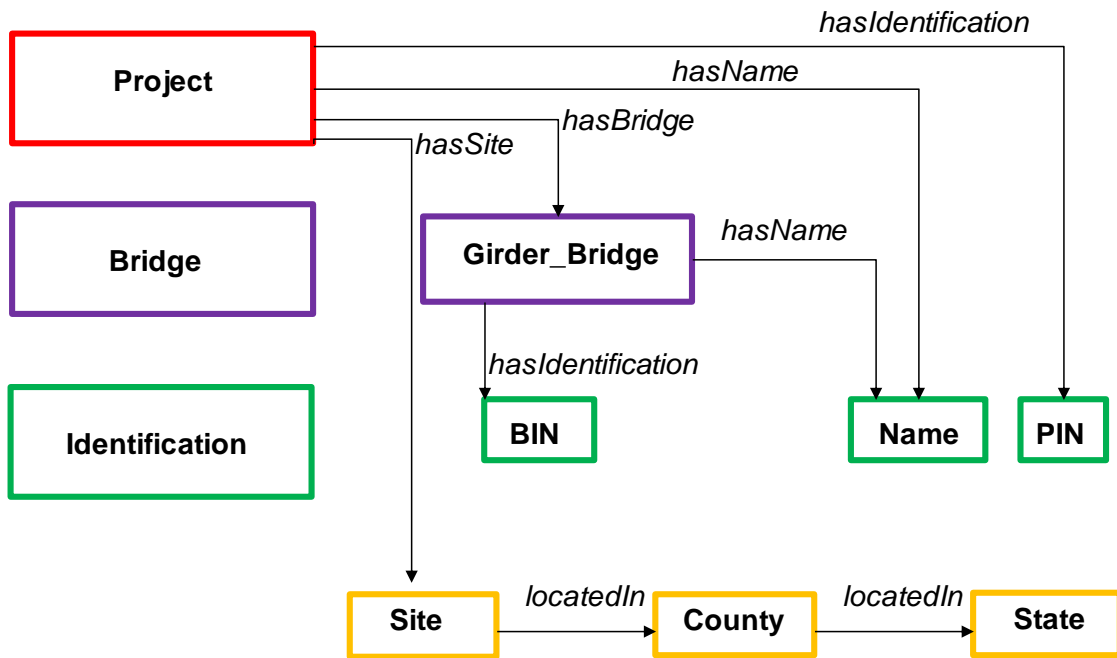 hasIdentification
Project
hasName
hasBridge
hasSite
Bridge
Girder_Bridge
hasName
hasIdentification
Identification
BIN
Name
PIN
Site
locatedIn
County
locatedIn
State